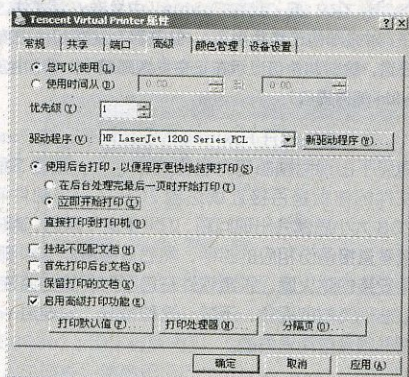 Tencent Virtual Printer 属性
常规 共享 端口 高级 颜色管理 设备设置
总可以使用(L)
使用时间从(B) 0:00 到 0:00
优先级(Y): 1
驱动程序(V): HP LaserJet 1200 Series PCL 新驱动程序(W)...
使用后台打印，以便程序更快地结束打印(S)
在后台处理完最后一页时开始打印(T)
立即开始打印(I)
直接打印到打印机(D)
挂起不匹配文档(H)
首先打印后台文档(R)
保留打印的文档(K)
启用高级打印功能(E)
打印默认值(F)... 打印处理器(N)... 分隔页(O)...
确定 取消 应用(A)